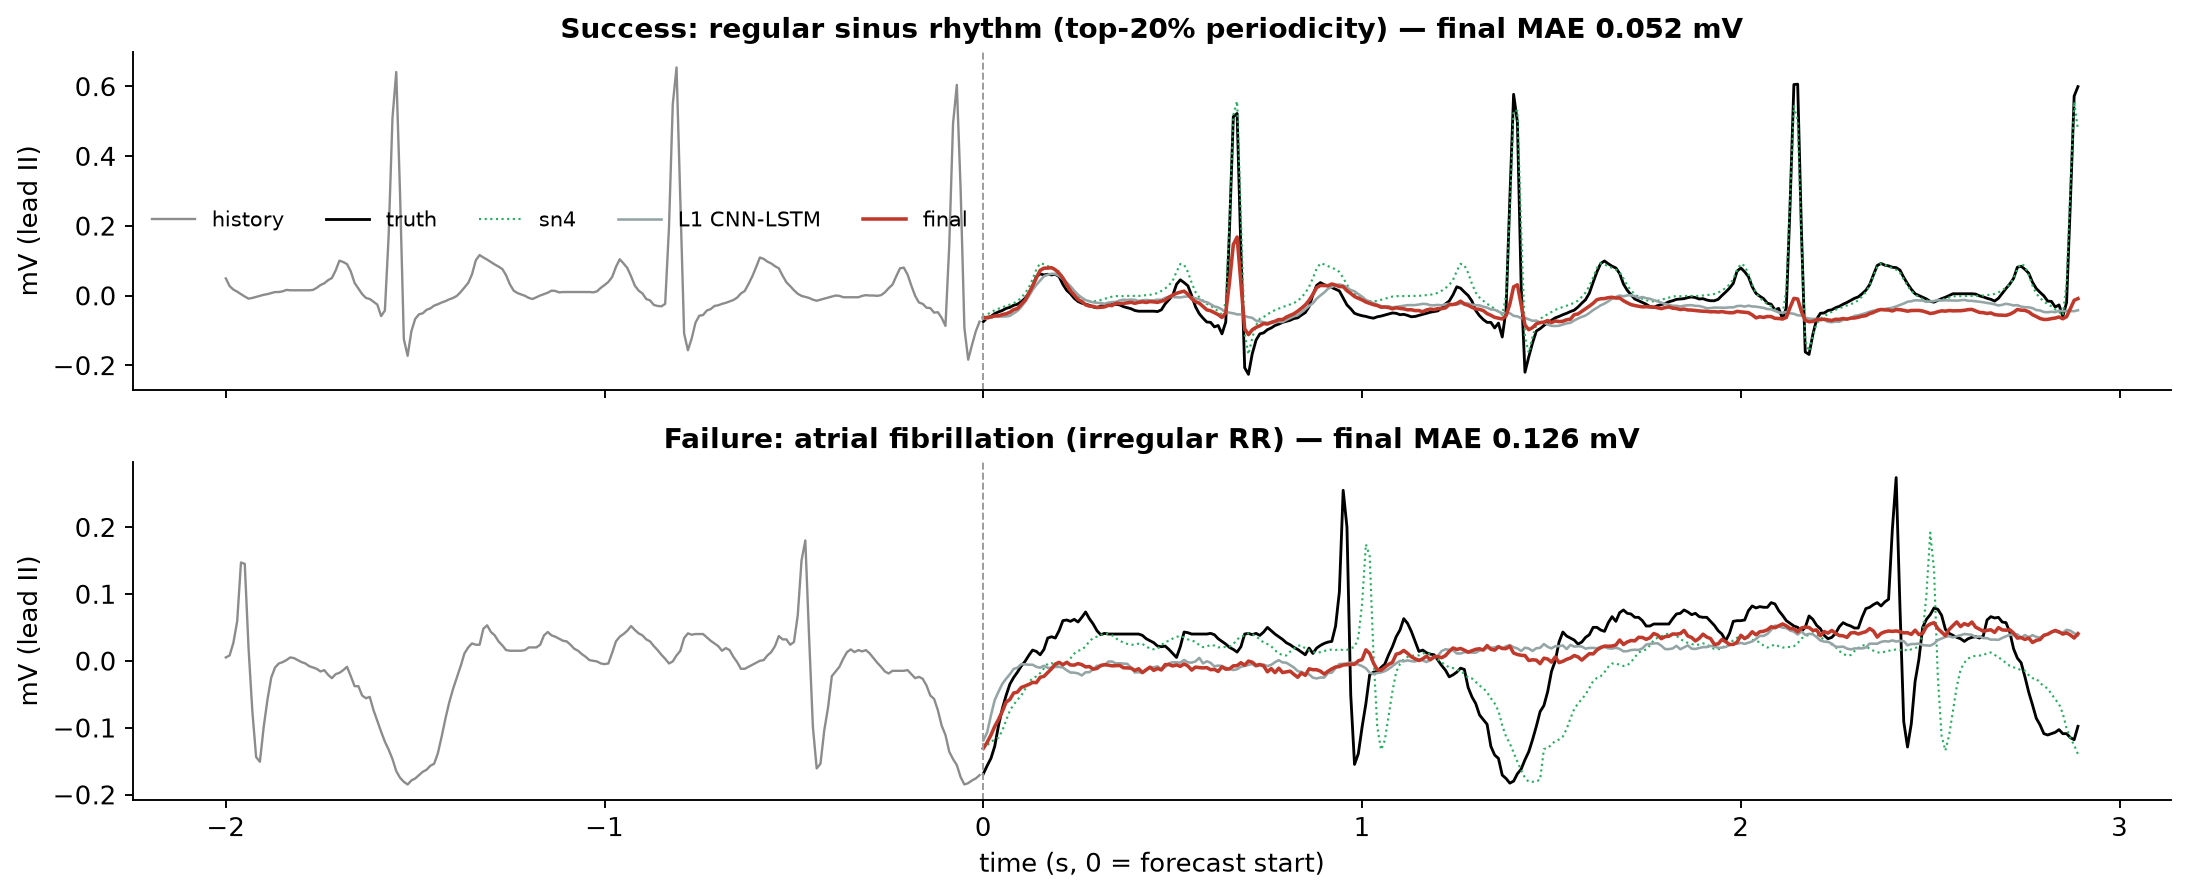 Success: regular sinus rhythm (top-20% periodicity) — final MAE 0.052 mV
mV (lead II)
0.6
0.4
0.2
0.0
−0.2
history truth sn4 L1 CNN-LSTM final
Failure: atrial fibrillation (irregular RR) — final MAE 0.126 mV
mV (lead II)
0.2
0.1
0.0
−0.1
−0.2
−2 −1 0 1 2 3
time (s, 0 = forecast start)